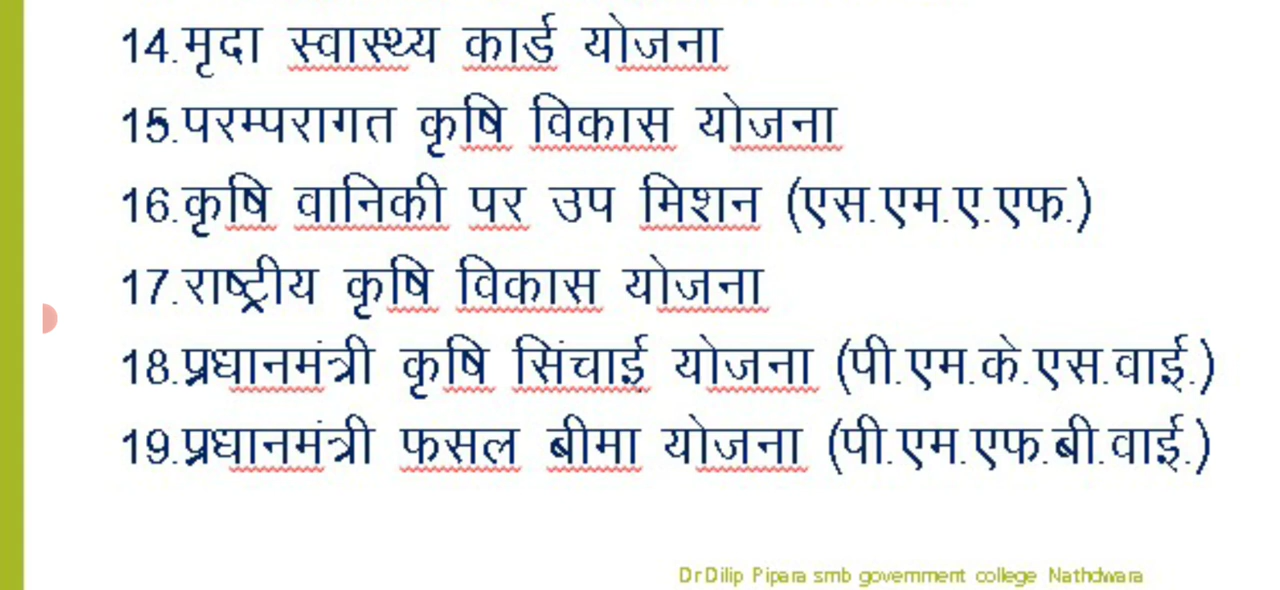 14.मृदा स्वास्थ्य कार्ड योजना
15.परम्परागत कृषि विकास योजना
16.कृषि वानिकी पर उप मिशन (एस.एम.ए.एफ.)
17.राष्ट्रीय कृषि विकास योजना
18.प्रधानमंत्री कृषि सिंचाई योजना (पी.एम.के.एस.वाई.)
19.प्रधानमंत्री फसल बीमा योजना (पी.एम.एफ.बी.वाई.)
Dr Dilip Pipara smb government college Nathdwara